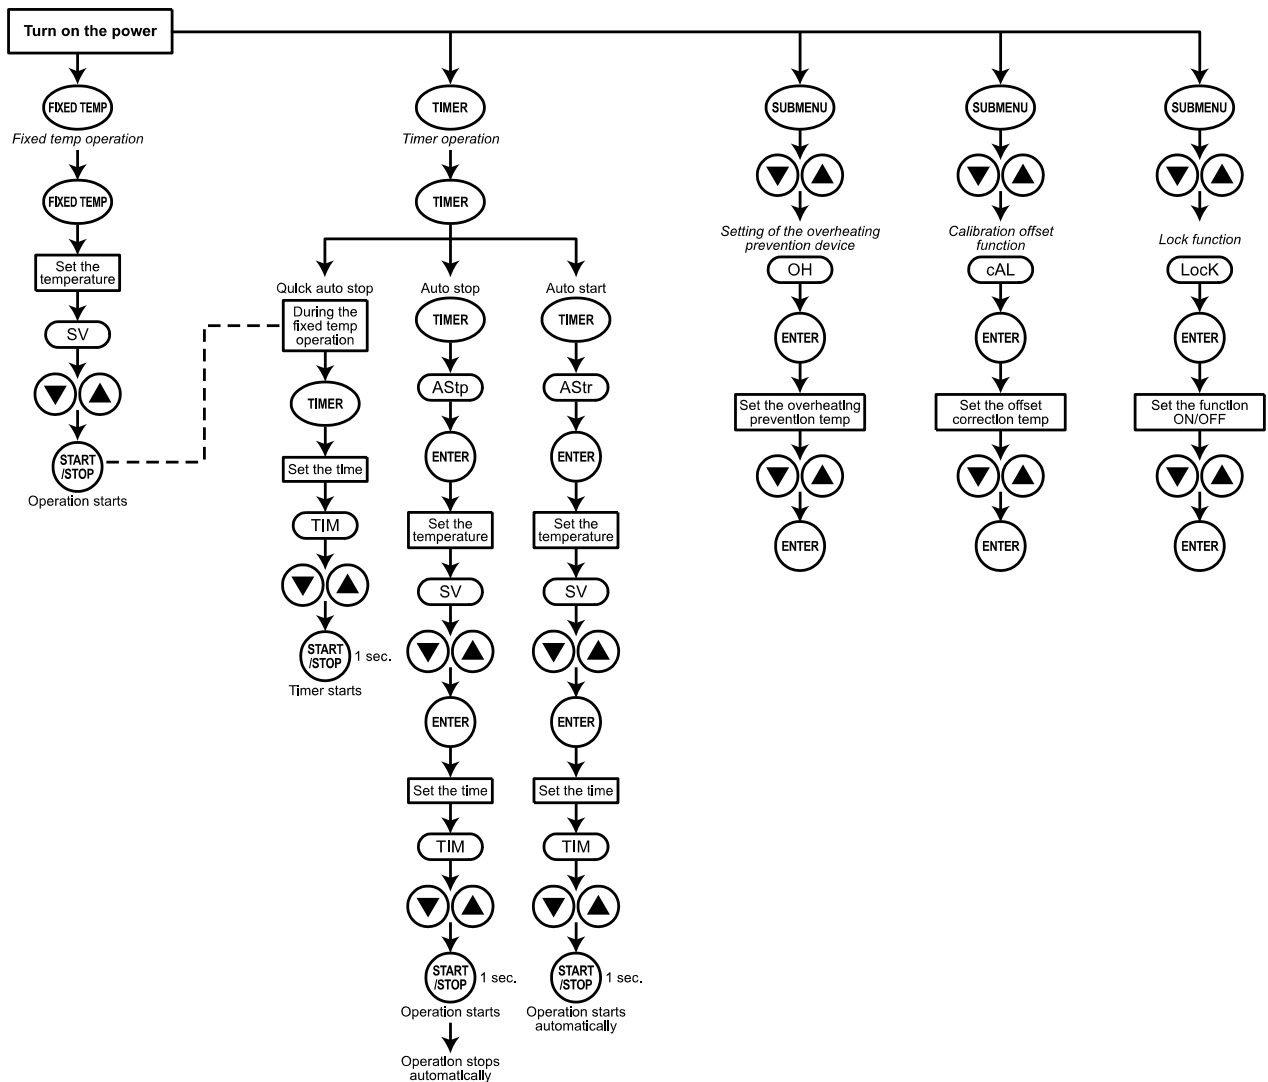 Turn on the power
FIXED TEMP
Fixed temp operation
FIXED TEMP
Set the
temperature
SV
START
/STOP
Operation starts
TIMER
Timer operation
TIMER
Quick auto stop
During the
fixed temp
operation
TIMER
Set the time
TIM
START
/STOP
1 sec.
Timer starts
Auto stop
TIMER
AStp
ENTER
Set the
temperature
SV
ENTER
Set the time
TIM
START
/STOP
1 sec.
Operation starts
Operation stops
automatically
Auto start
TIMER
AStr
ENTER
Set the
temperature
SV
ENTER
Set the time
TIM
START
/STOP
1 sec.
Operation starts
automatically
SUBMENU
Setting of the overheating
prevention device
OH
ENTER
Set the overheating
prevention temp
ENTER
SUBMENU
Calibration offset
function
cAL
ENTER
Set the offset
correction temp
ENTER
SUBMENU
Lock function
LocK
ENTER
Set the function
ON/OFF
ENTER